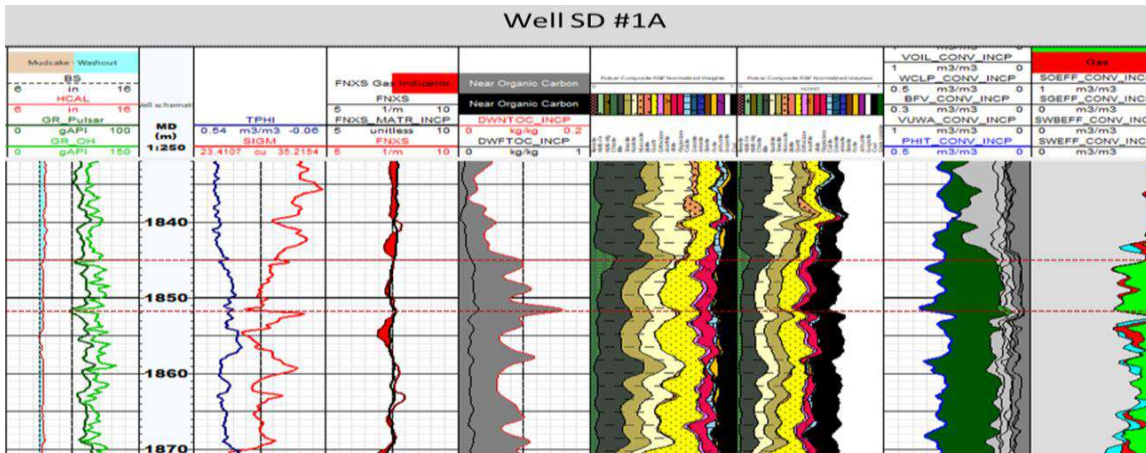 Well SD #1A
Mudcake Washout
BS
6 in 16
HCAL
6 in 16
GR_Pulsar
0 gAPI 100
GR_OH
0 gAPI 150
MD
(m)
1:250
TPHI
0.54 m3/m3 -0.06
SIGM
23.4107 cu 35.2154
FNXS Gas Indicator
FNXS
5 1/m 10
FNXS_MATR_INCP
5 unitless 10
FNXS
5 1/m 10
Near Organic Carbon
Near Organic Carbon
DWNTOC_INCP
0 kg/kg 0.2
DWFTOC_INCP
0 kg/kg 1
VOIL_CONV_INCP
1 m3/m3 0
WCLP_CONV_INCP
0.5 m3/m3 0
BFV_CONV_INCP
0.3 m3/m3 0
VUWA_CONV_INCP
1 m3/m3 0
PHIT_CONV_INCP
0.5 m3/m3 0
Gas
SOEFF_CONV_INC
1 m3/m3
SGEFF_CONV_INC
0 m3/m3
SWBEFF_CONV_INC
0 m3/m3
SWEFF_CONV_INC
0 m3/m3
1840
1850
1860
1870